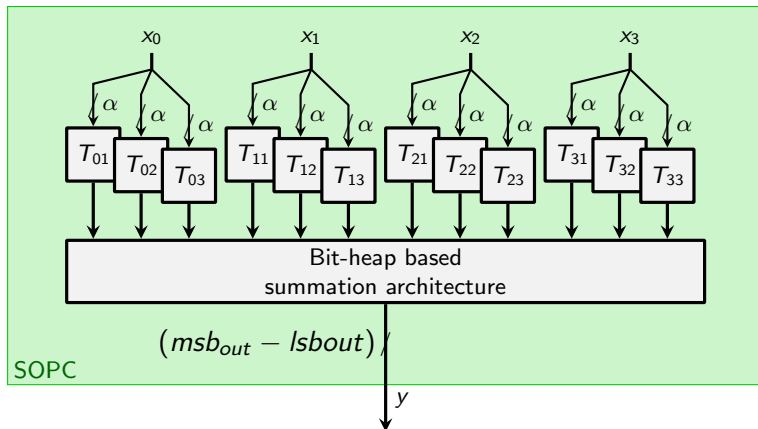 x0 x1 x2 x3
α α α α α α α α α α α α
T01 T02 T03 T11 T12 T13 T21 T22 T23 T31 T32 T33
Bit-heap based
summation architecture
(msbout − lsbout)
SOPC
y